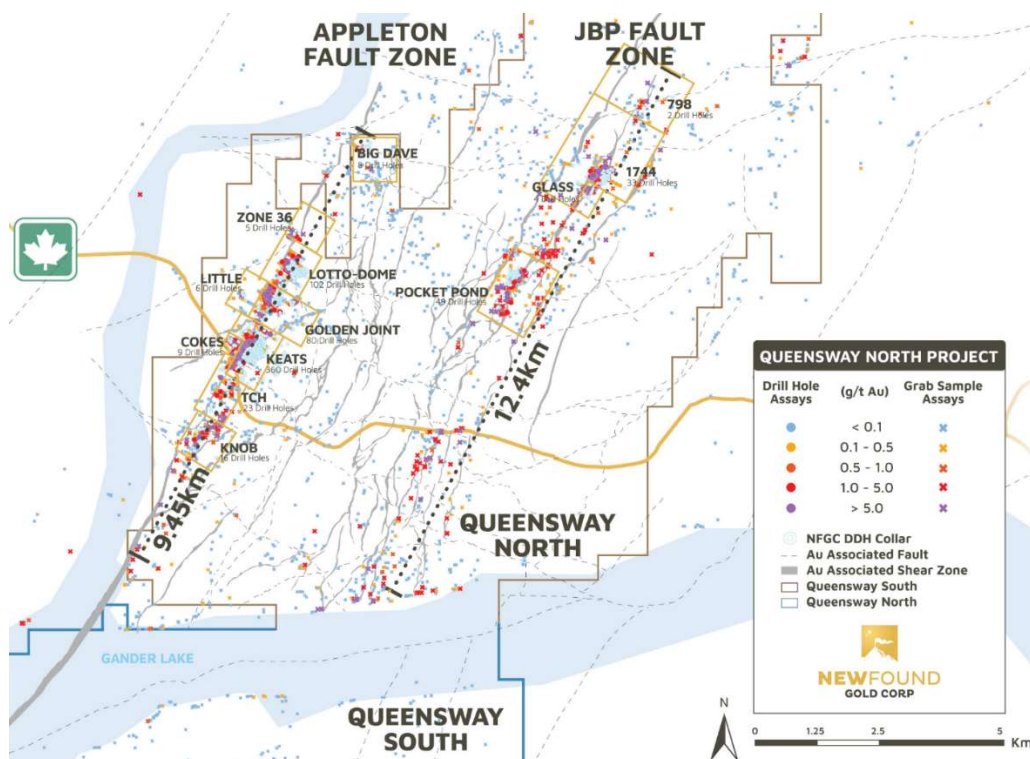 APPLETON
FAULT ZONE
JBP FAULT
ZONE
798
2 Drill Holes
BIG DAVE
Drill Holes
1744
33 Drill Holes
GLASS
Drill Holes
ZONE 36
5 Drill Holes
LITTLE
6 Drill Holes
LOTTO-DOME
102 Drill Holes
POCKET POND
49 Drill Holes
GOLDEN JOINT
80 Drill Holes
COKES
9 Drill Holes
KEATS
360 Drill Holes
12.4km
TCH
23 Drill Holes
KNOB
16 Drill Holes
9.45km
QUEENSWAY
NORTH
GANDER LAKE
QUEENSWAY
SOUTH
QUEENSWAY NORTH PROJECT
Drill Hole Assays (g/t Au) Grab Sample Assays
< 0.1
0.1 - 0.5
0.5 - 1.0
1.0 - 5.0
> 5.0
NFGC DDH Collar
Au Associated Fault
Au Associated Shear Zone
Queensway South
Queensway North
NEWFOUND
GOLD CORP
N
0 1.25 2.5 5
Km